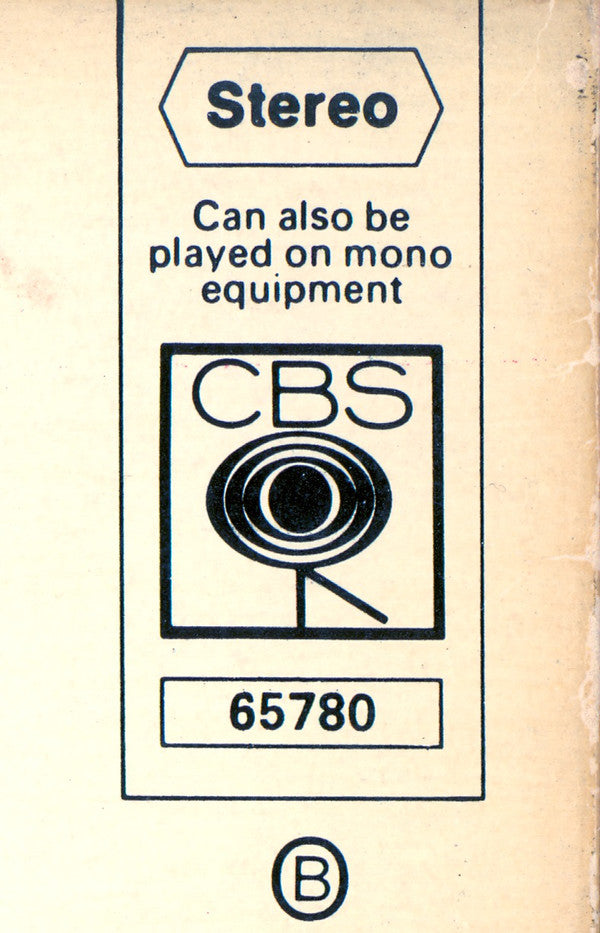 Stereo
Can also be
played on mono
equipment
CBS
65780
B